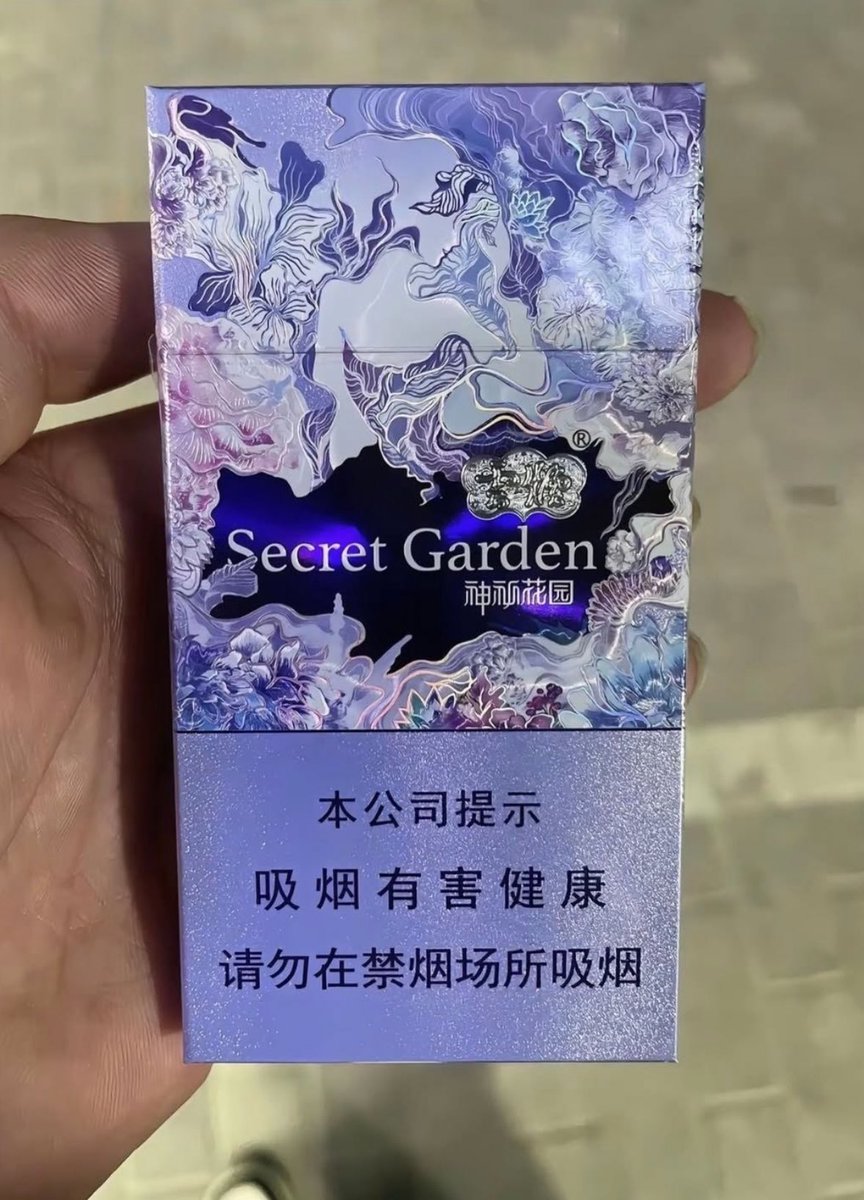 ®
Secret Garden
神秘花园
本公司提示
吸烟有害健康
请勿在禁烟场所吸烟